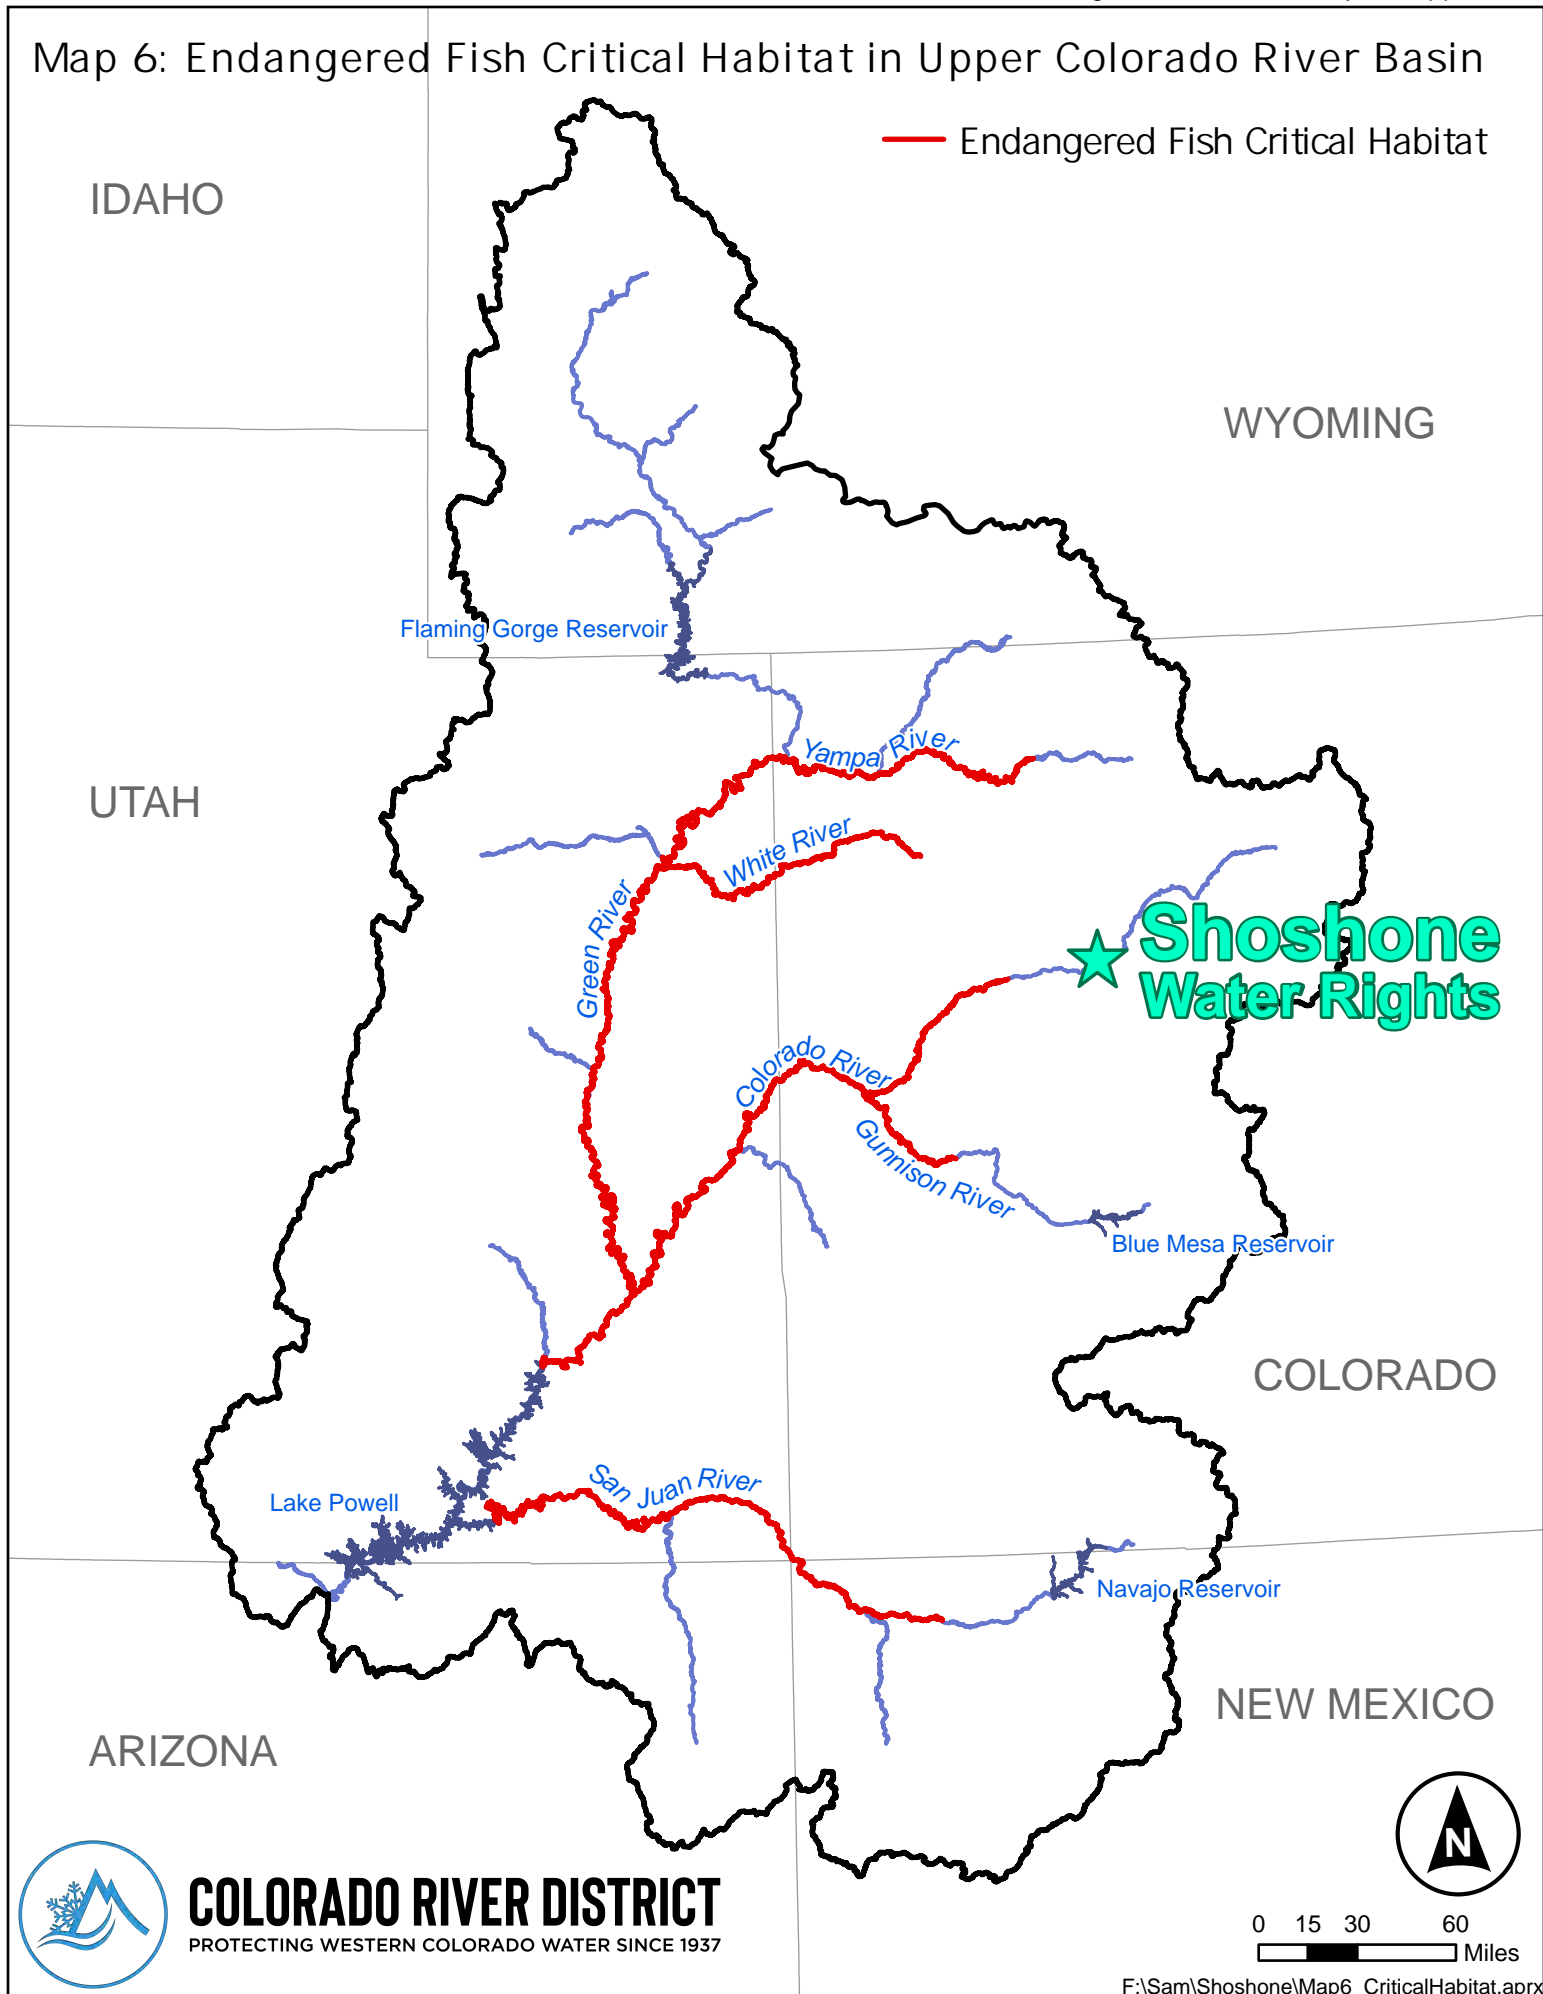 Map 6: Endangered Fish Critical Habitat in Upper Colorado River Basin
Endangered Fish Critical Habitat
IDAHO
WYOMING
Flaming Gorge Reservoir
Yampa River
UTAH
White River
Green River
Shoshone
Water Rights
Colorado River
Gunnison River
Blue Mesa Reservoir
COLORADO
San Juan River
Lake Powell
Navajo Reservoir
NEW MEXICO
ARIZONA
N
COLORADO RIVER DISTRICT
PROTECTING WESTERN COLORADO WATER SINCE 1937
0 15 30 60
Miles
F:\Sam\Shoshone\Map6_CriticalHabitat.aprx